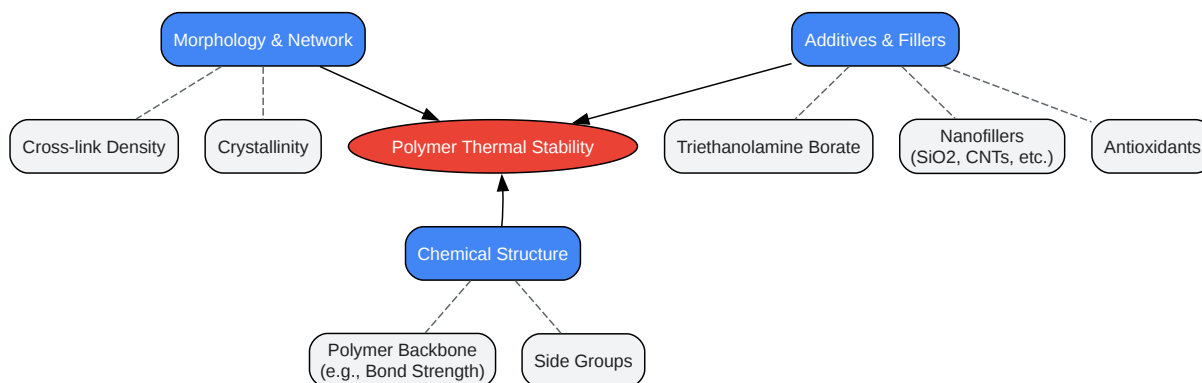 Morphology & Network
Additives & Fillers
Cross-link Density
Crystallinity
Polymer Thermal Stability
Triethanolamine Borate
Nanofillers
(SiO2, CNTs, etc.)
Antioxidants
Chemical Structure
Polymer Backbone
(e.g., Bond Strength)
Side Groups